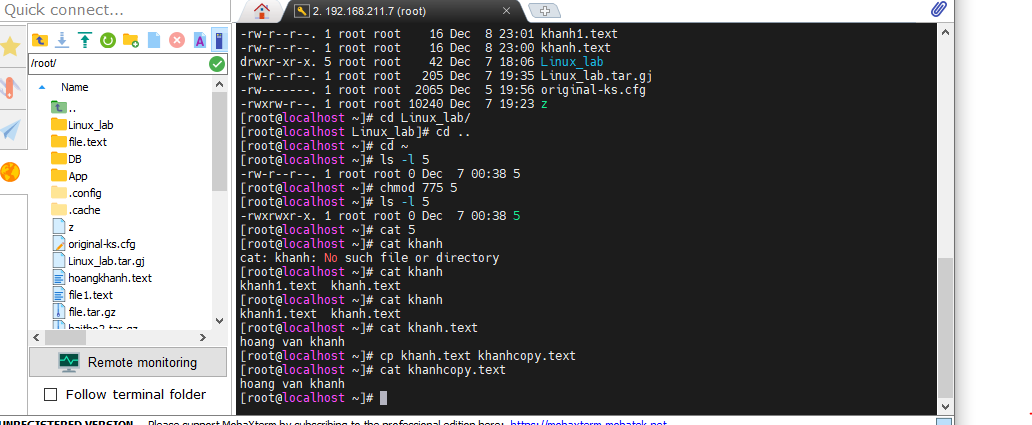 Quick connect...
2. 192.168.211.7 (root)
/root/
Name
..
Linux_lab
file.text
DB
App
.config
.cache
z
original-ks.cfg
Linux_lab.tar.gj
hoangkhanh.text
file1.text
file.tar.gz
baitho2.tar.gz
Remote monitoring
Follow terminal folder
-rw-r--r--. 1 root root    16 Dec  8 23:01 khanh1.text
-rw-r--r--. 1 root root    16 Dec  8 23:00 khanh.text
drwxr-xr-x. 5 root root    42 Dec  7 18:06 Linux_lab
-rw-r--r--. 1 root root   205 Dec  7 19:35 Linux_lab.tar.gj
-rw-------. 1 root root  2065 Dec  5 19:56 original-ks.cfg
-rwxrw-r--. 1 root root 10240 Dec  7 19:23 z
[root@localhost ~]# cd Linux_lab/
[root@localhost Linux_lab]# cd ..
[root@localhost ~]# cd ~
[root@localhost ~]# ls -l 5
-rw-r--r--. 1 root root 0 Dec  7 00:38 5
[root@localhost ~]# chmod 775 5
[root@localhost ~]# ls -l 5
-rwxrwxr-x. 1 root root 0 Dec  7 00:38 5
[root@localhost ~]# cat 5
[root@localhost ~]# cat khanh
cat: khanh: No such file or directory
[root@localhost ~]# cat khanh
khanh1.text  khanh.text
[root@localhost ~]# cat khanh
khanh1.text  khanh.text
[root@localhost ~]# cat khanh.text
hoang van khanh
[root@localhost ~]# cp khanh.text khanhcopy.text
[root@localhost ~]# cat khanhcopy.text
hoang van khanh
[root@localhost ~]#
UNREGISTERED VERSION - Please support MobaXterm by subscribing to the professional edition here: https://mobaxterm.mobatek.net